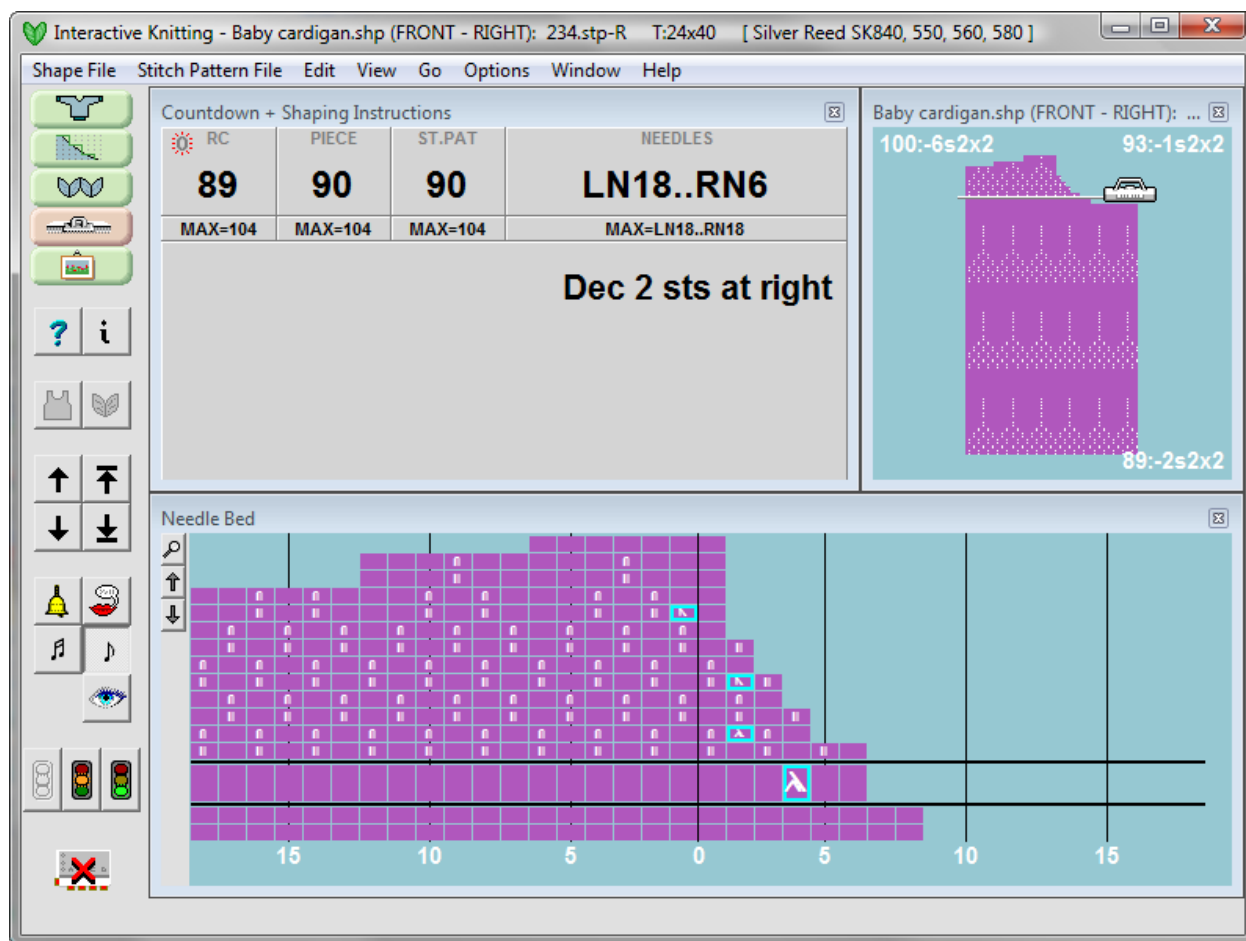 Interactive Knitting - Baby cardigan.shp (FRONT - RIGHT): 234.stp-R T:24x40 [ Silver Reed SK840, 550, 560, 580 ]
Shape File Stitch Pattern File Edit View Go Options Window Help
Countdown + Shaping Instructions
RC PIECE ST.PAT NEEDLES
89 90 90 LN18..RN6
MAX=104 MAX=104 MAX=104 MAX=LN18..RN18
Dec 2 sts at right
Baby cardigan.shp (FRONT - RIGHT): ...
100:-6s2x2 93:-1s2x2
89:-2s2x2
Needle Bed
15 10 5 0 5 10 15